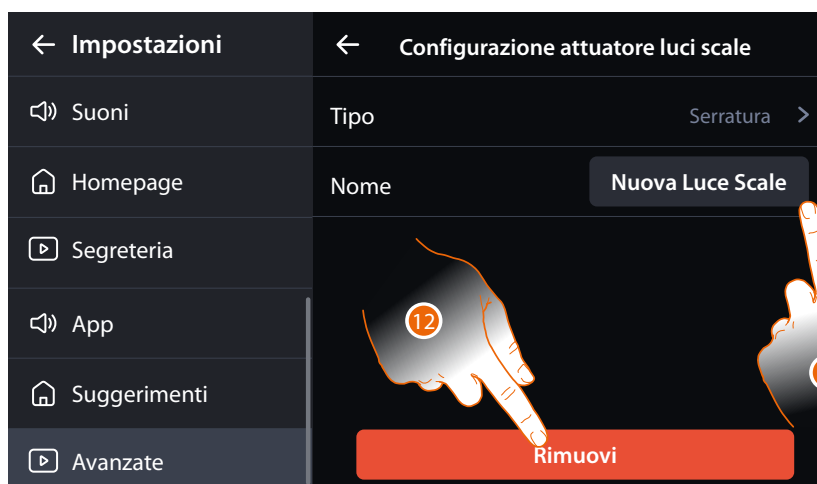 Impostazioni
Suoni
Homepage
Segreteria
App
Suggerimenti
Avanzate
Configurazione attuatore luci scale
Tipo Serratura
Nome Nuova Luce Scale
12
Rimuovi